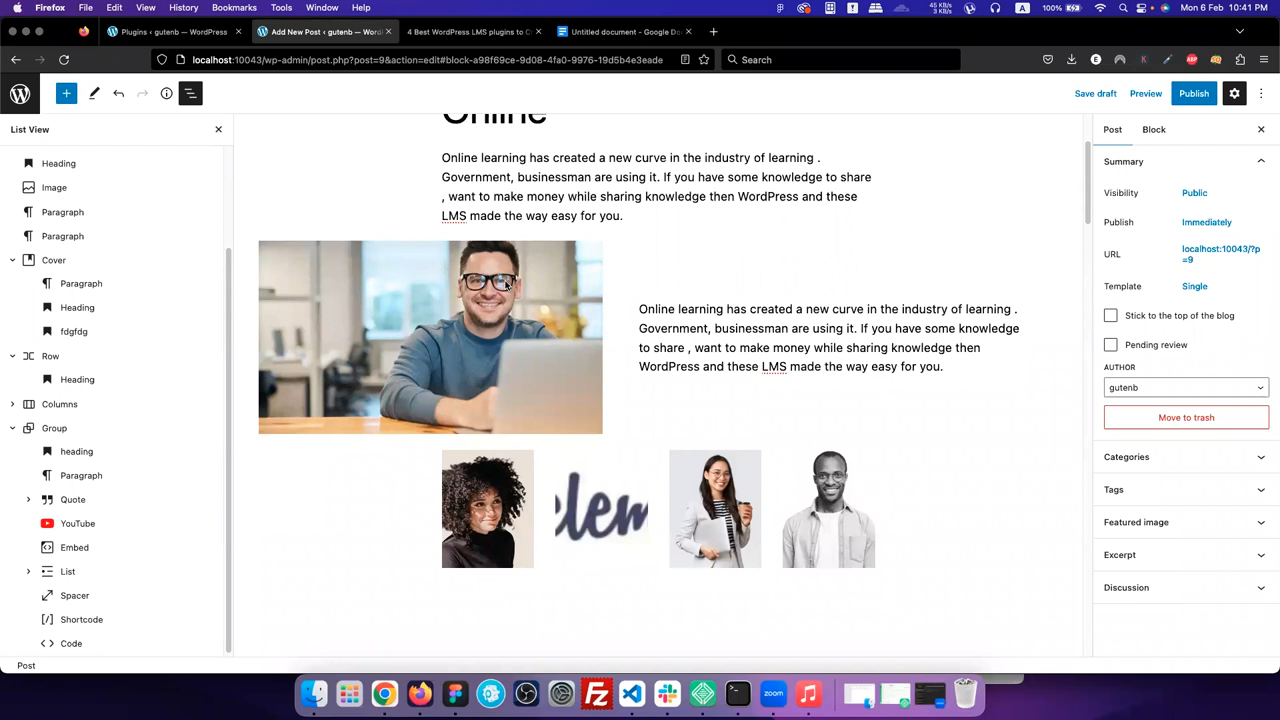 Firefox File Edit View History Bookmarks Tools Window Help
45 KB/s
A 100% Mon 6 Feb 10:41 PM
Plugins ‹ gutenb — WordPress
Add New Post ‹ gutenb — Wor
4 Best WordPress LMS plugins to C
Untitled document - Google Do
localhost:10043/wp-admin/post.php?post=9&action=edit#block-a98f69ce-9d08-4fa0-9976-19d5b4e3eade
Search
Save draft
Preview
Publish
List View
Heading
Image
Paragraph
Paragraph
Cover
Paragraph
Heading
fdgfdg
Row
Heading
Columns
Group
heading
Paragraph
Quote
YouTube
Embed
List
Spacer
Shortcode
Code
Online
Online learning has created a new curve in the industry of learning .
Government, businessman are using it. If you have some knowledge to share
, want to make money while sharing knowledge then WordPress and these
LMS made the way easy for you.
Online learning has created a new curve in the industry of learning .
Government, businessman are using it. If you have some knowledge
to share , want to make money while sharing knowledge then
WordPress and these LMS made the way easy for you.
lem
Post
Block
Summary
Visibility
Public
Publish
Immediately
URL
localhost:10043/?p
=9
Template
Single
Stick to the top of the blog
Pending review
AUTHOR
gutenb
Move to trash
Categories
Tags
Featured image
Excerpt
Discussion
Post
zoom